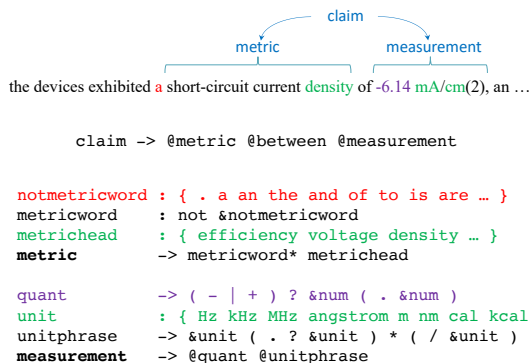 claim
metric measurement
the devices exhibited a short-circuit current density of -6.14 mA/cm(2), an …
claim -> @metric @between @measurement
notmetricword : { . a an the and of to is are … }
metricword : not &notmetricword
metrichead : { efficiency voltage density … }
metric -> metricword* metrichead
quant -> ( - | + ) ? &num ( . &num )
unit : { Hz kHz MHz angstrom m nm cal kcal
unitphrase -> &unit ( . ? &unit ) * ( / &unit )
measurement -> @quant @unitphrase